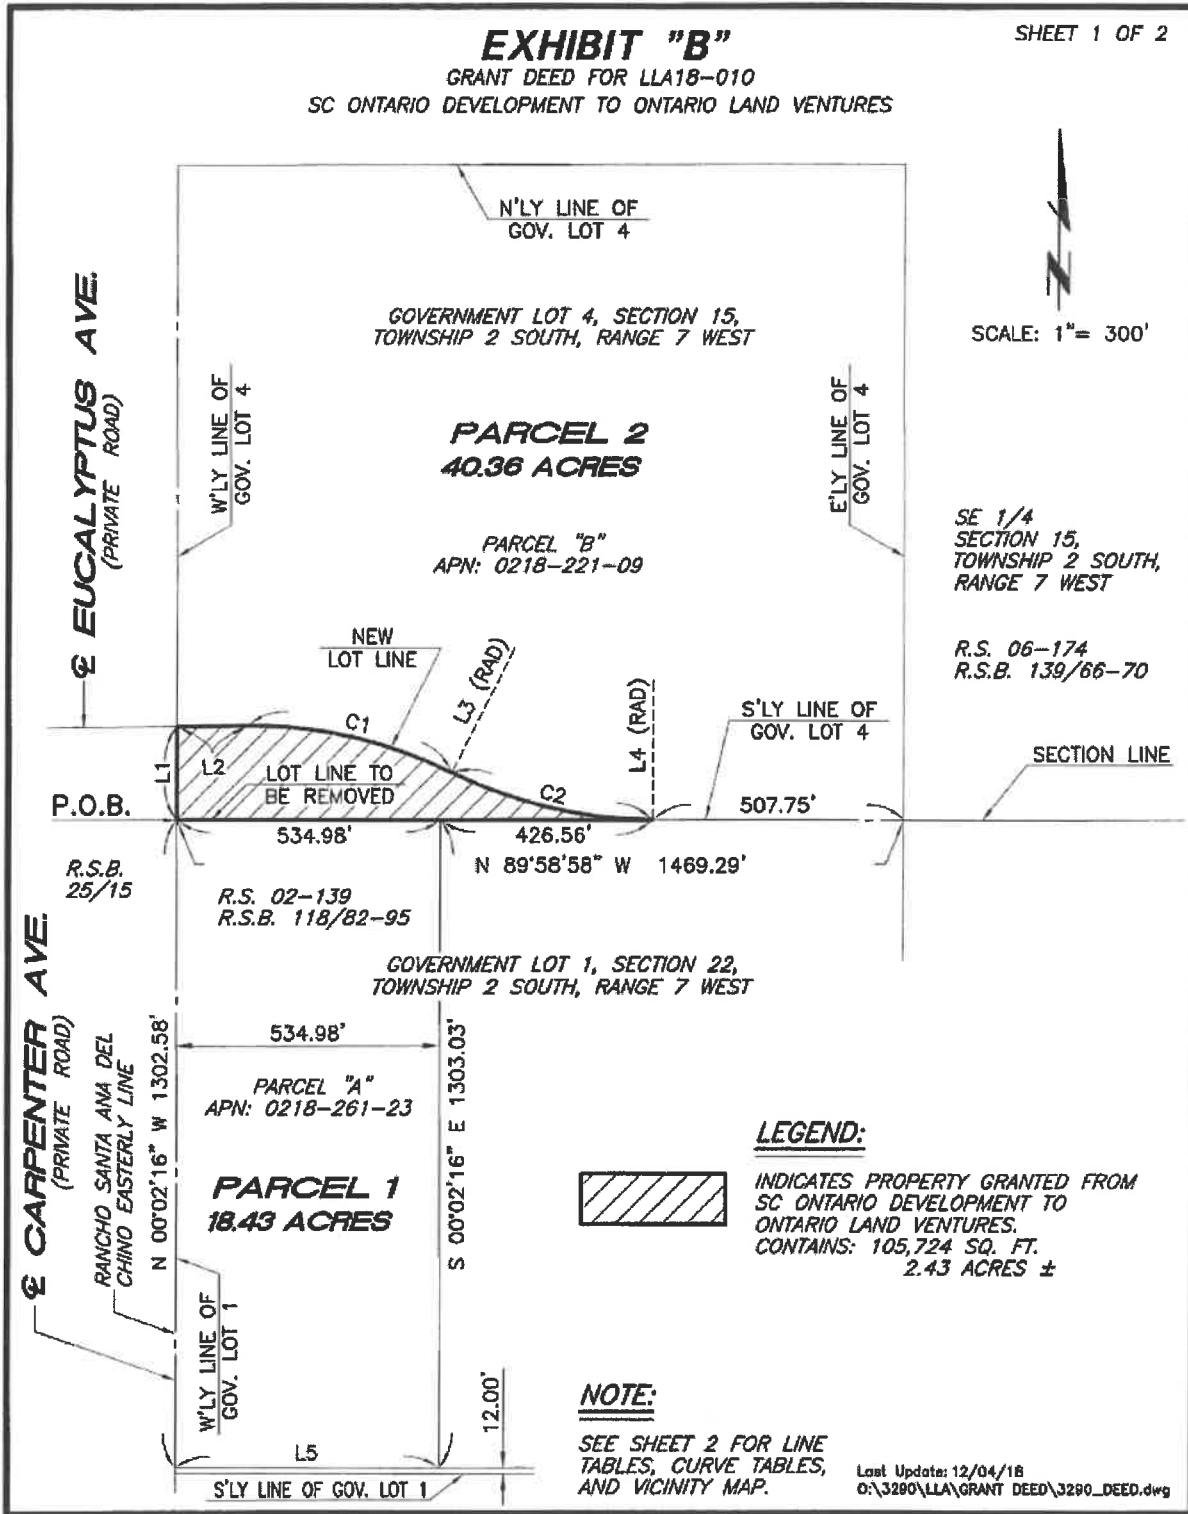 SHEET 1 OF 2
EXHIBIT "B"
GRANT DEED FOR LLA18-010
SC ONTARIO DEVELOPMENT TO ONTARIO LAND VENTURES
N'LY LINE OF
GOV. LOT 4
N
SCALE: 1"= 300'
GOVERNMENT LOT 4, SECTION 15,
TOWNSHIP 2 SOUTH, RANGE 7 WEST
℄ EUCALYPTUS AVE.
(PRIVATE ROAD)
W'LY LINE OF
GOV. LOT 4
PARCEL 2
40.36 ACRES
E'LY LINE OF
GOV. LOT 4
PARCEL "B"
APN: 0218-221-09
SE 1/4
SECTION 15,
TOWNSHIP 2 SOUTH,
RANGE 7 WEST
R.S. 06-174
R.S.B. 139/66-70
NEW
LOT LINE
L3 (RAD)
L4 (RAD)
C1
S'LY LINE OF
GOV. LOT 4
SECTION LINE
L1
L2
LOT LINE TO
BE REMOVED
C2
P.O.B.
507.75'
534.98'
426.56'
N 89°58'58" W 1469.29'
R.S.B.
25/15
R.S. 02-139
R.S.B. 118/82-95
GOVERNMENT LOT 1, SECTION 22,
TOWNSHIP 2 SOUTH, RANGE 7 WEST
℄ CARPENTER AVE.
(PRIVATE ROAD)
RANCHO SANTA ANA DEL
CHINO EASTERLY LINE
N 00°02'16" W 1302.58'
534.98'
S 00°02'16" E 1303.03'
PARCEL "A"
APN: 0218-261-23
PARCEL 1
18.43 ACRES
W'LY LINE OF
GOV. LOT 1
LEGEND:
INDICATES PROPERTY GRANTED FROM
SC ONTARIO DEVELOPMENT TO
ONTARIO LAND VENTURES.
CONTAINS: 105,724 SQ. FT.
2.43 ACRES ±
12.00'
L5
S'LY LINE OF GOV. LOT 1
NOTE:
SEE SHEET 2 FOR LINE
TABLES, CURVE TABLES,
AND VICINITY MAP.
Last Update: 12/04/18
O:\3290\LLA\GRANT DEED\3290_DEED.dwg